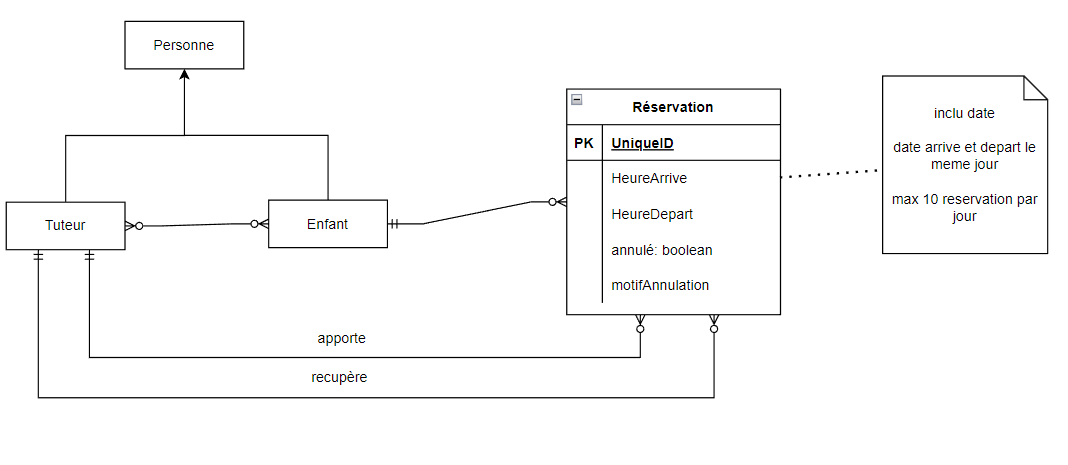 Personne
Réservation
PK UniqueID
HeureArrive
HeureDepart
annulé: boolean
motifAnnulation
inclu date
date arrive et depart le
meme jour
max 10 reservation par
jour
Tuteur
Enfant
apporte
recupère